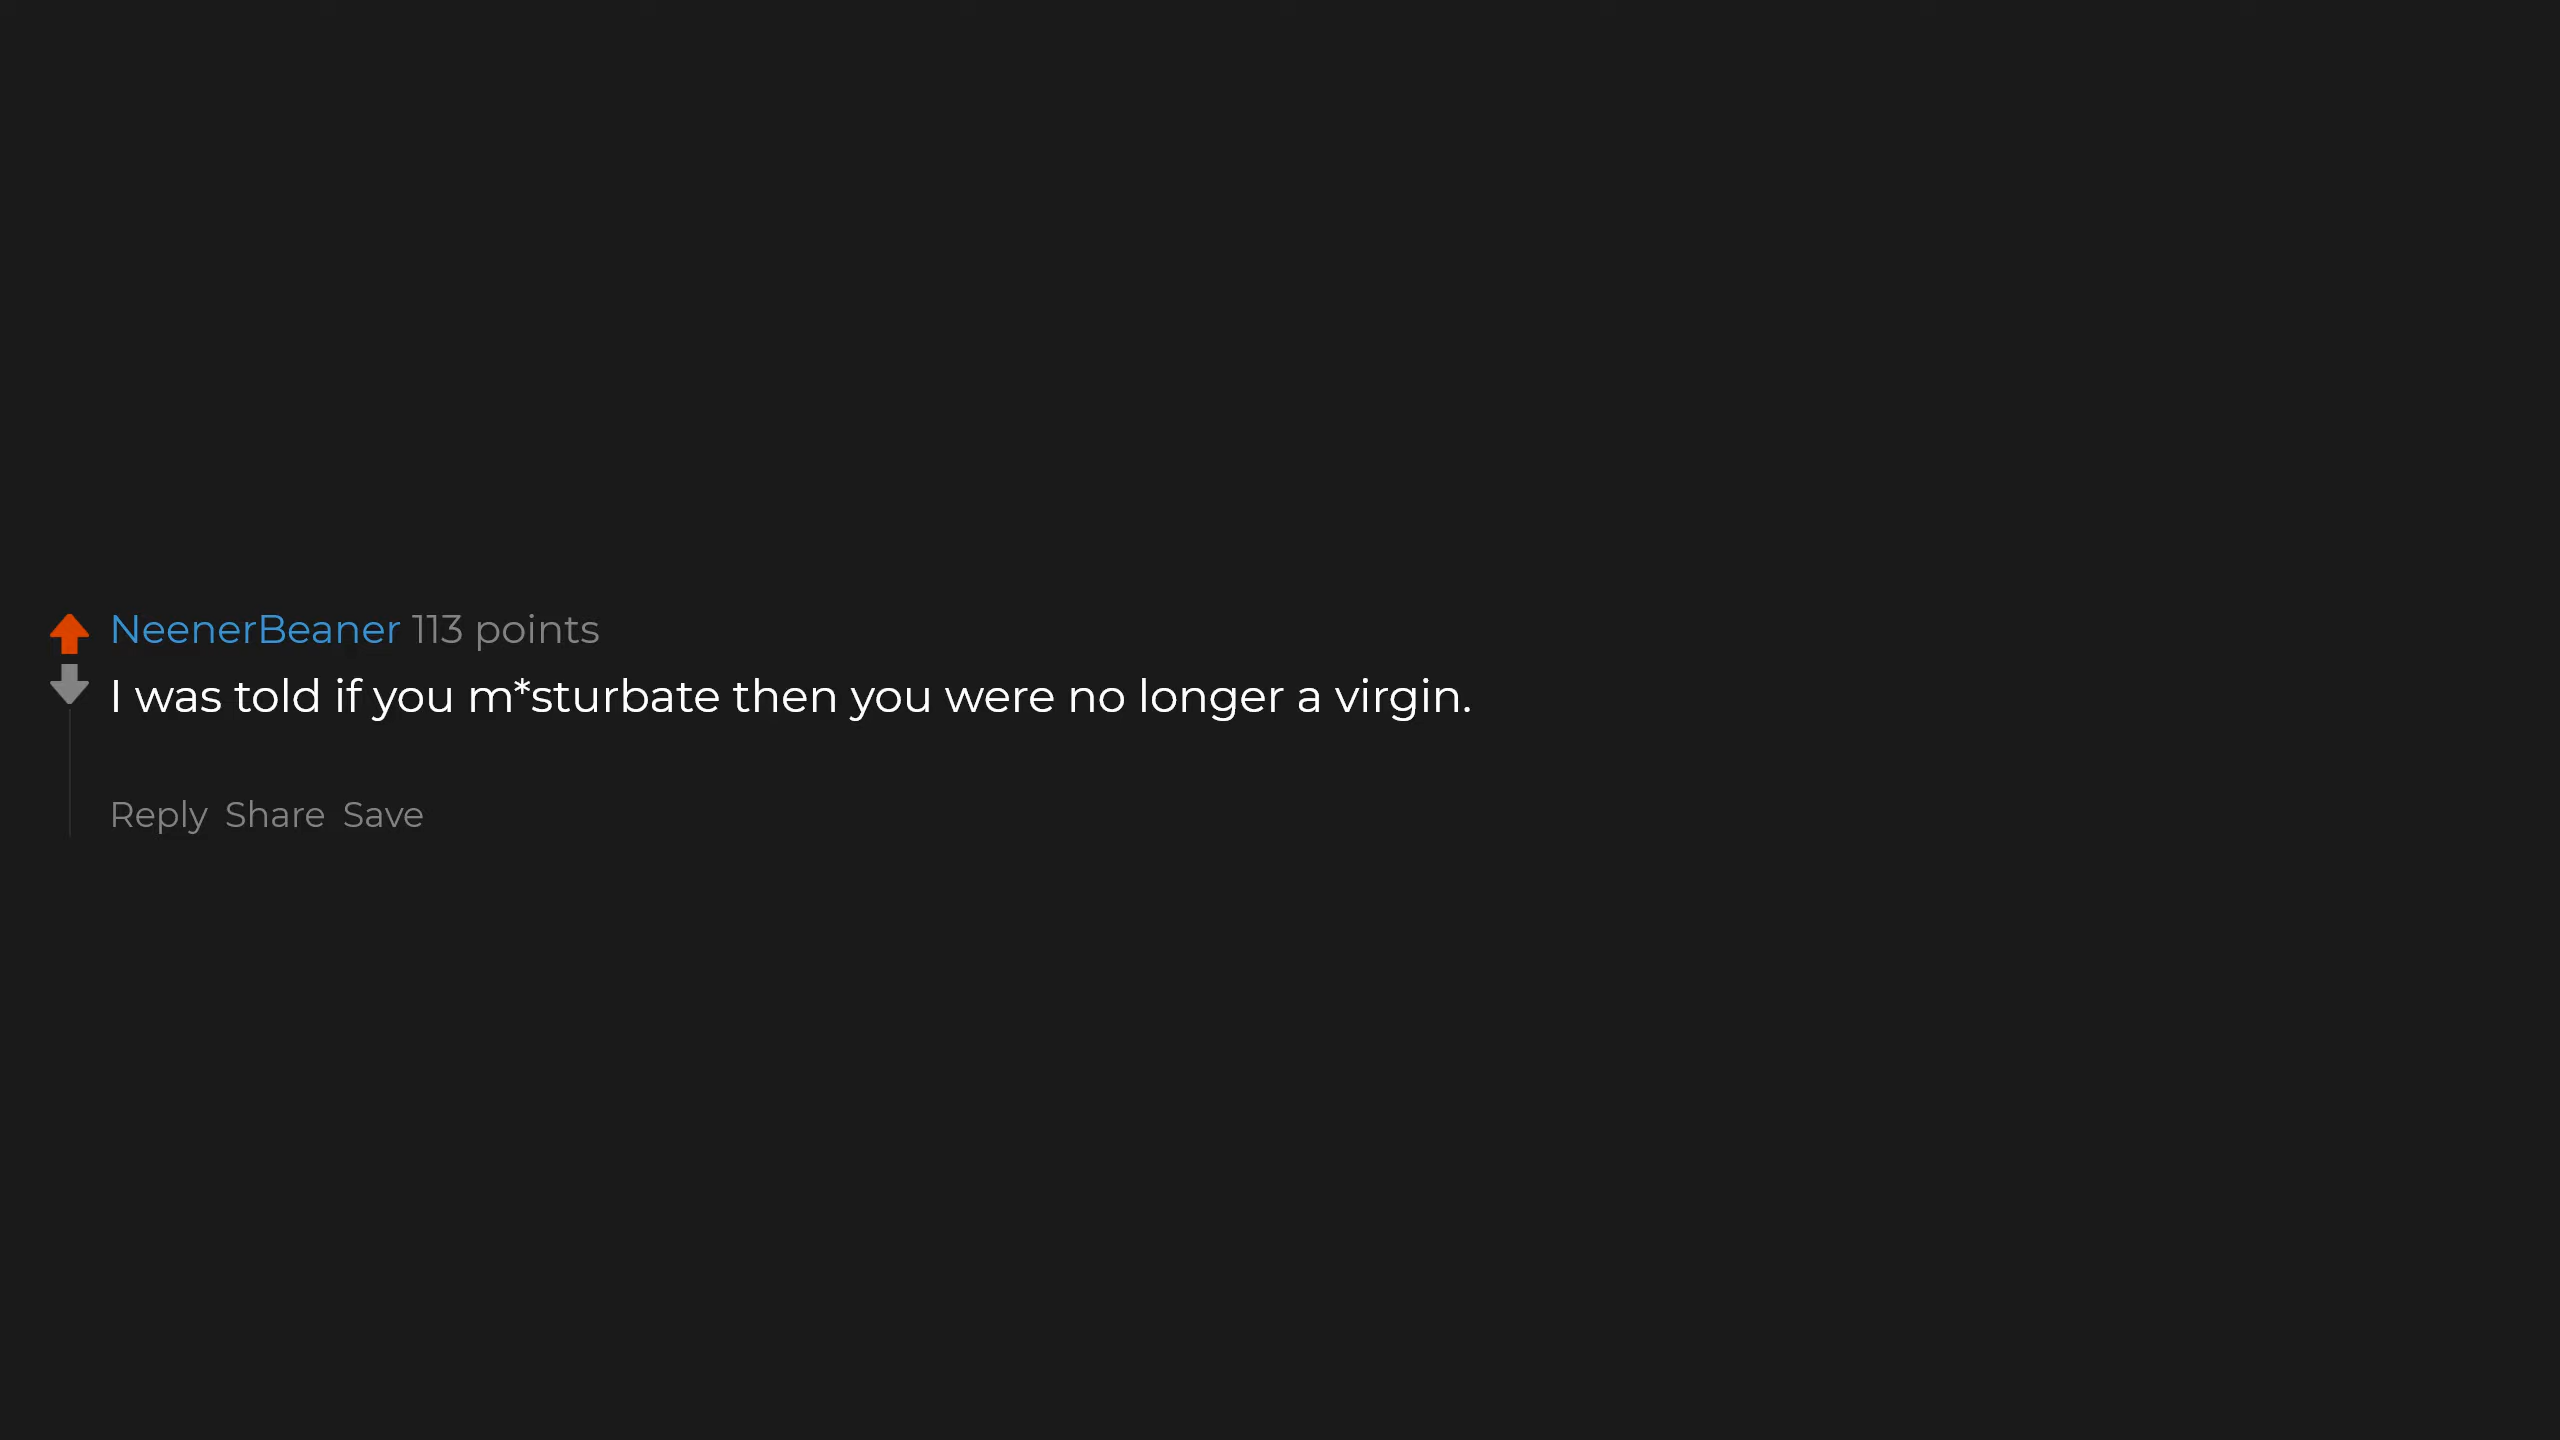 NeenerBeaner 113 points
I was told if you m*sturbate then you were no longer a virgin.
Reply Share Save